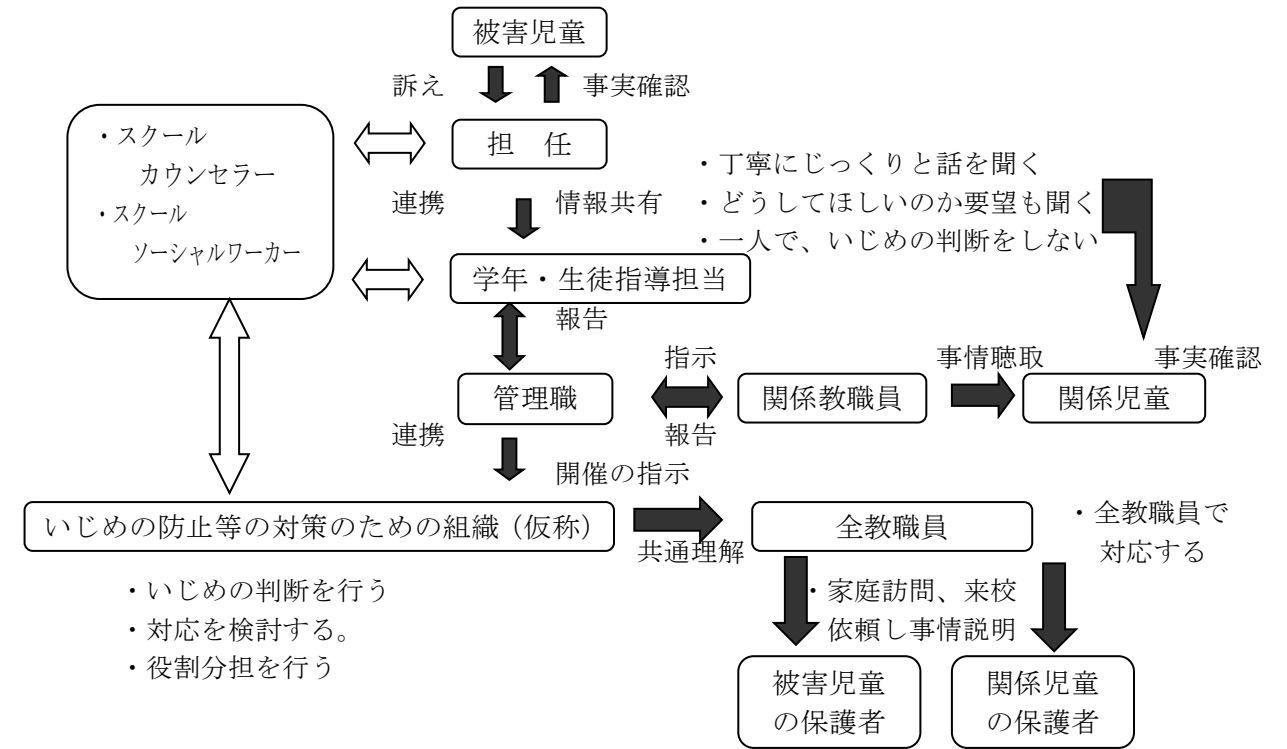 被害児童
訴え
事実確認
・スクール
カウンセラー
・スクール
ソーシャルワーカー
担　任
連携
情報共有
・丁寧にじっくりと話を聞く
・どうしてほしいのか要望も聞く
・一人で、いじめの判断をしない
学年・生徒指導担当
報告
指示
事情聴取
事実確認
管理職
関係教職員
関係児童
連携
報告
開催の指示
いじめの防止等の対策のための組織（仮称）
共通理解
全教職員
・全教職員で
対応する
・いじめの判断を行う
・対応を検討する。
・役割分担を行う
・家庭訪問、来校
依頼し事情説明
被害児童
の保護者
関係児童
の保護者